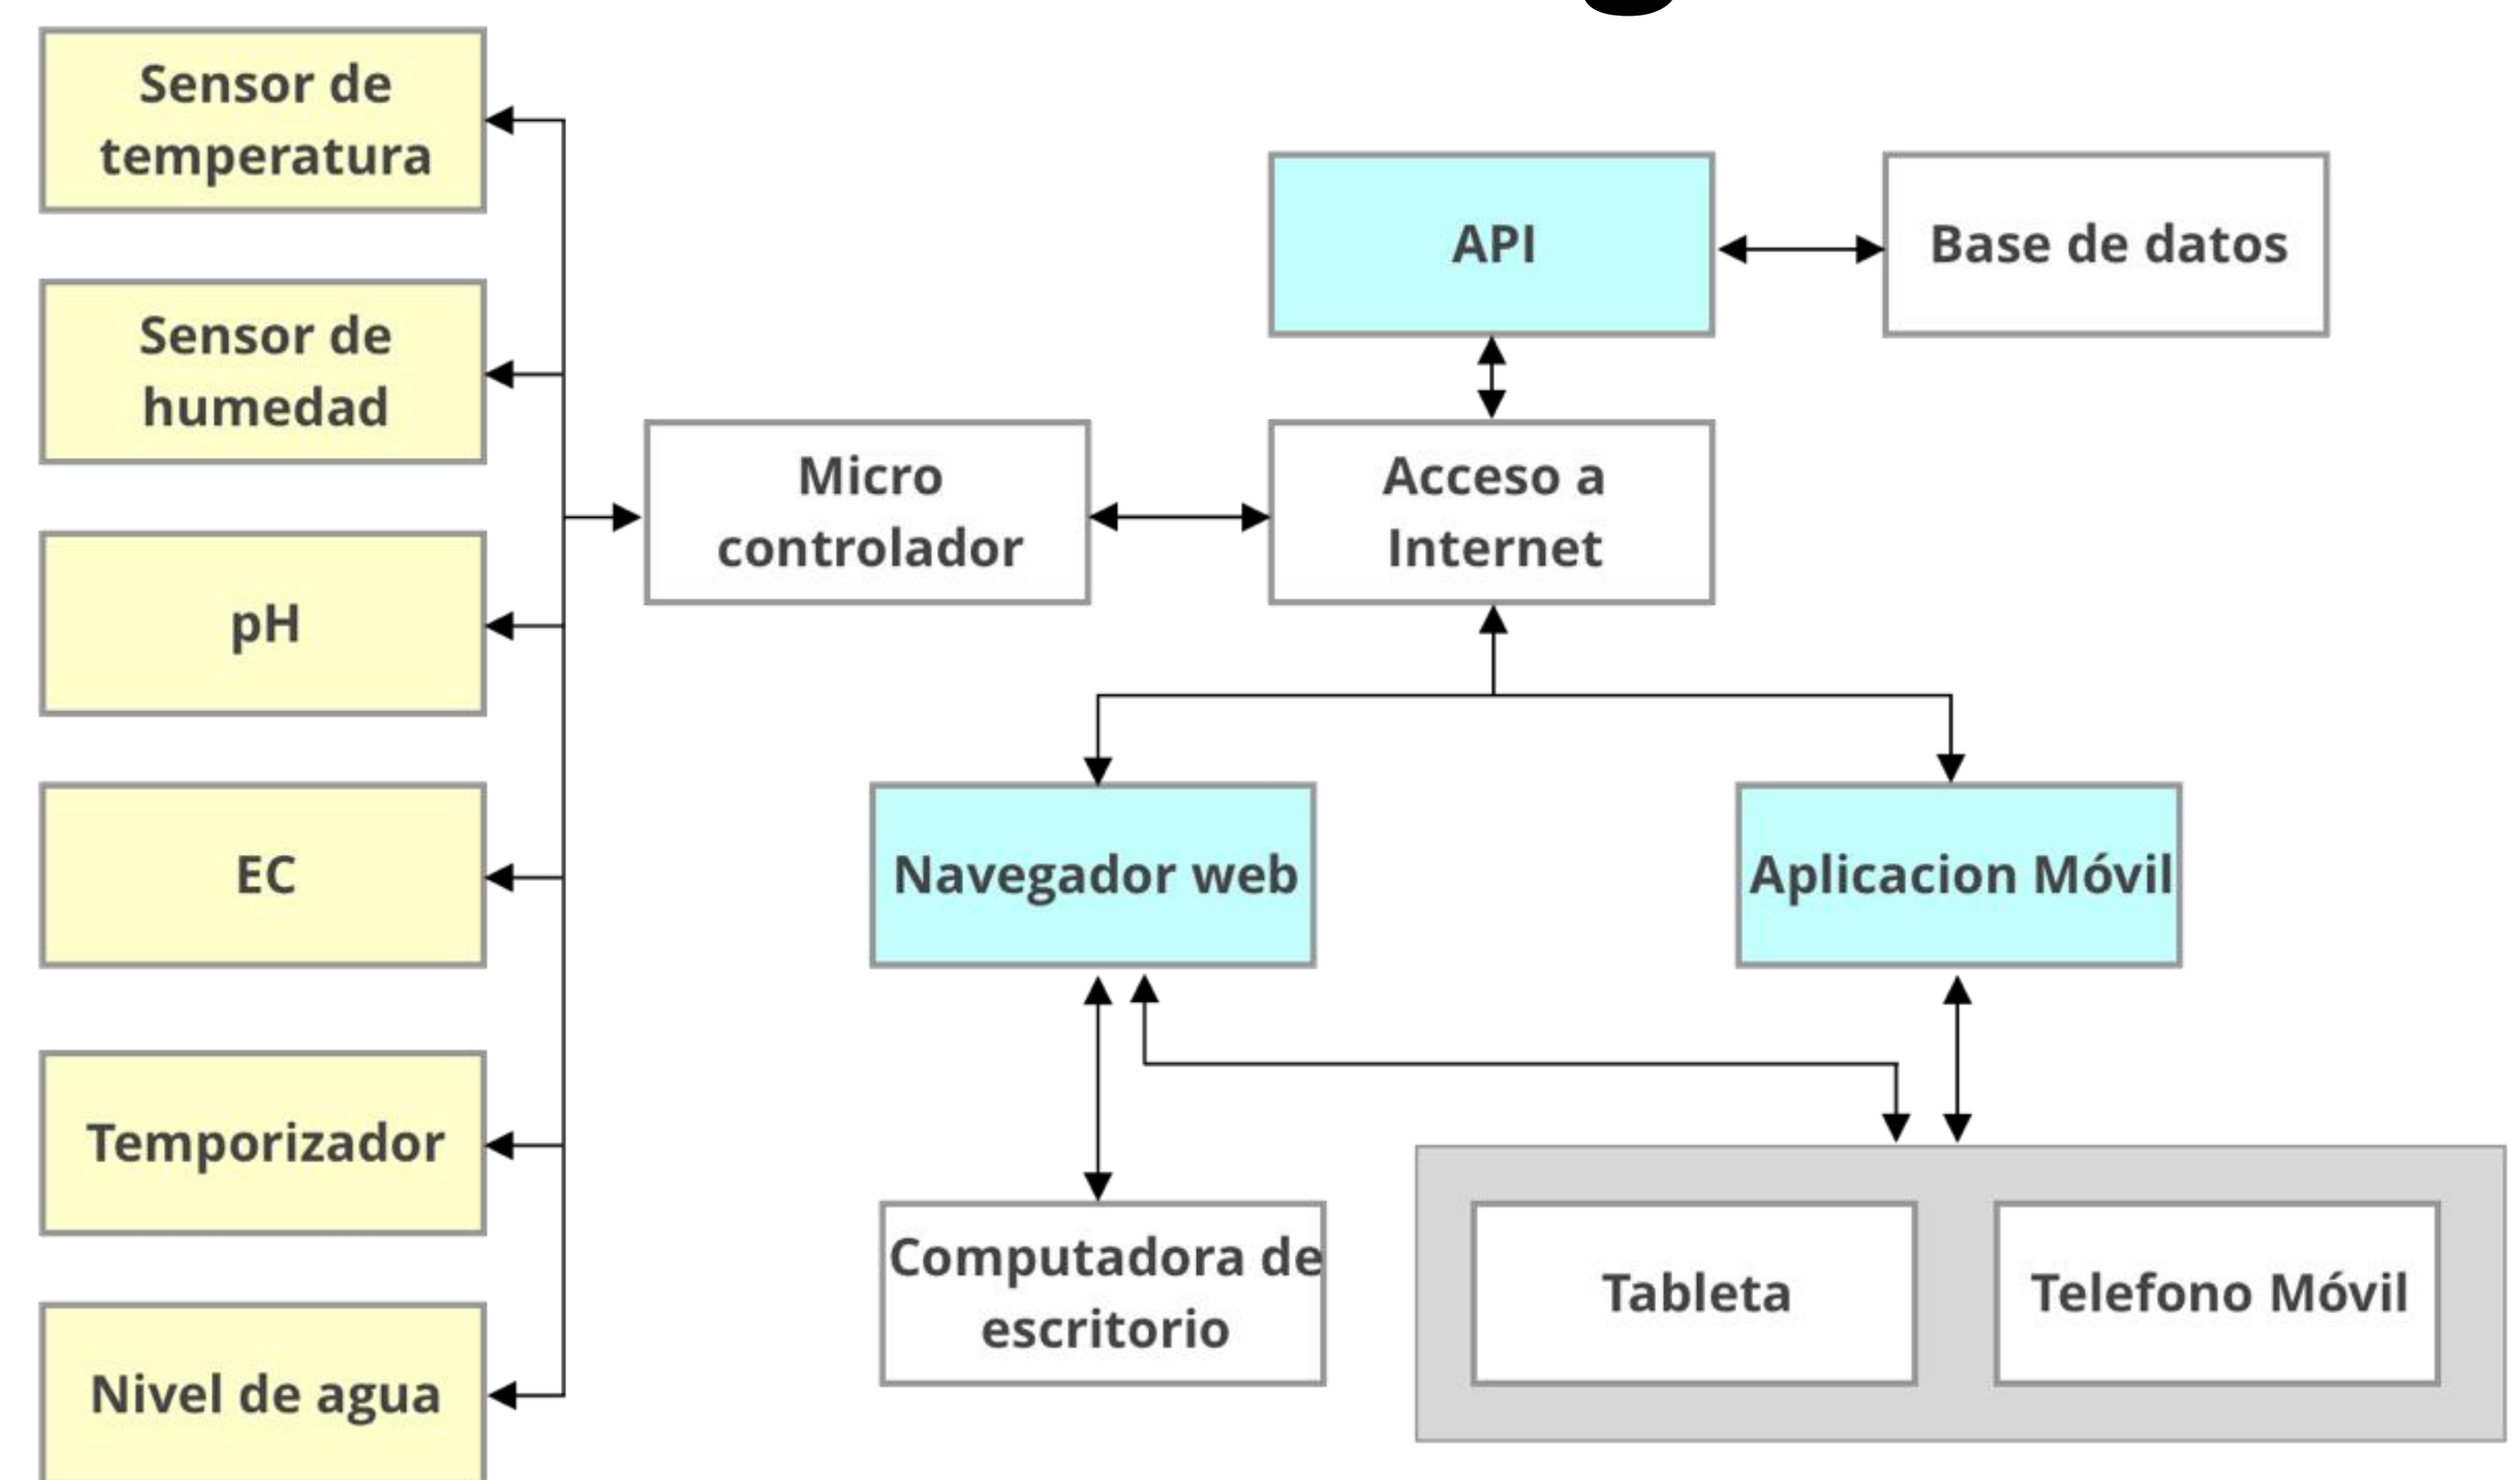 Sensor de
temperatura
Sensor de
humedad
pH
EC
Temporizador
Nivel de agua
Micro
controlador
API
Base de datos
Acceso a
Internet
Navegador web
Aplicacion Móvil
Computadora de
escritorio
Tableta
Telefono Móvil